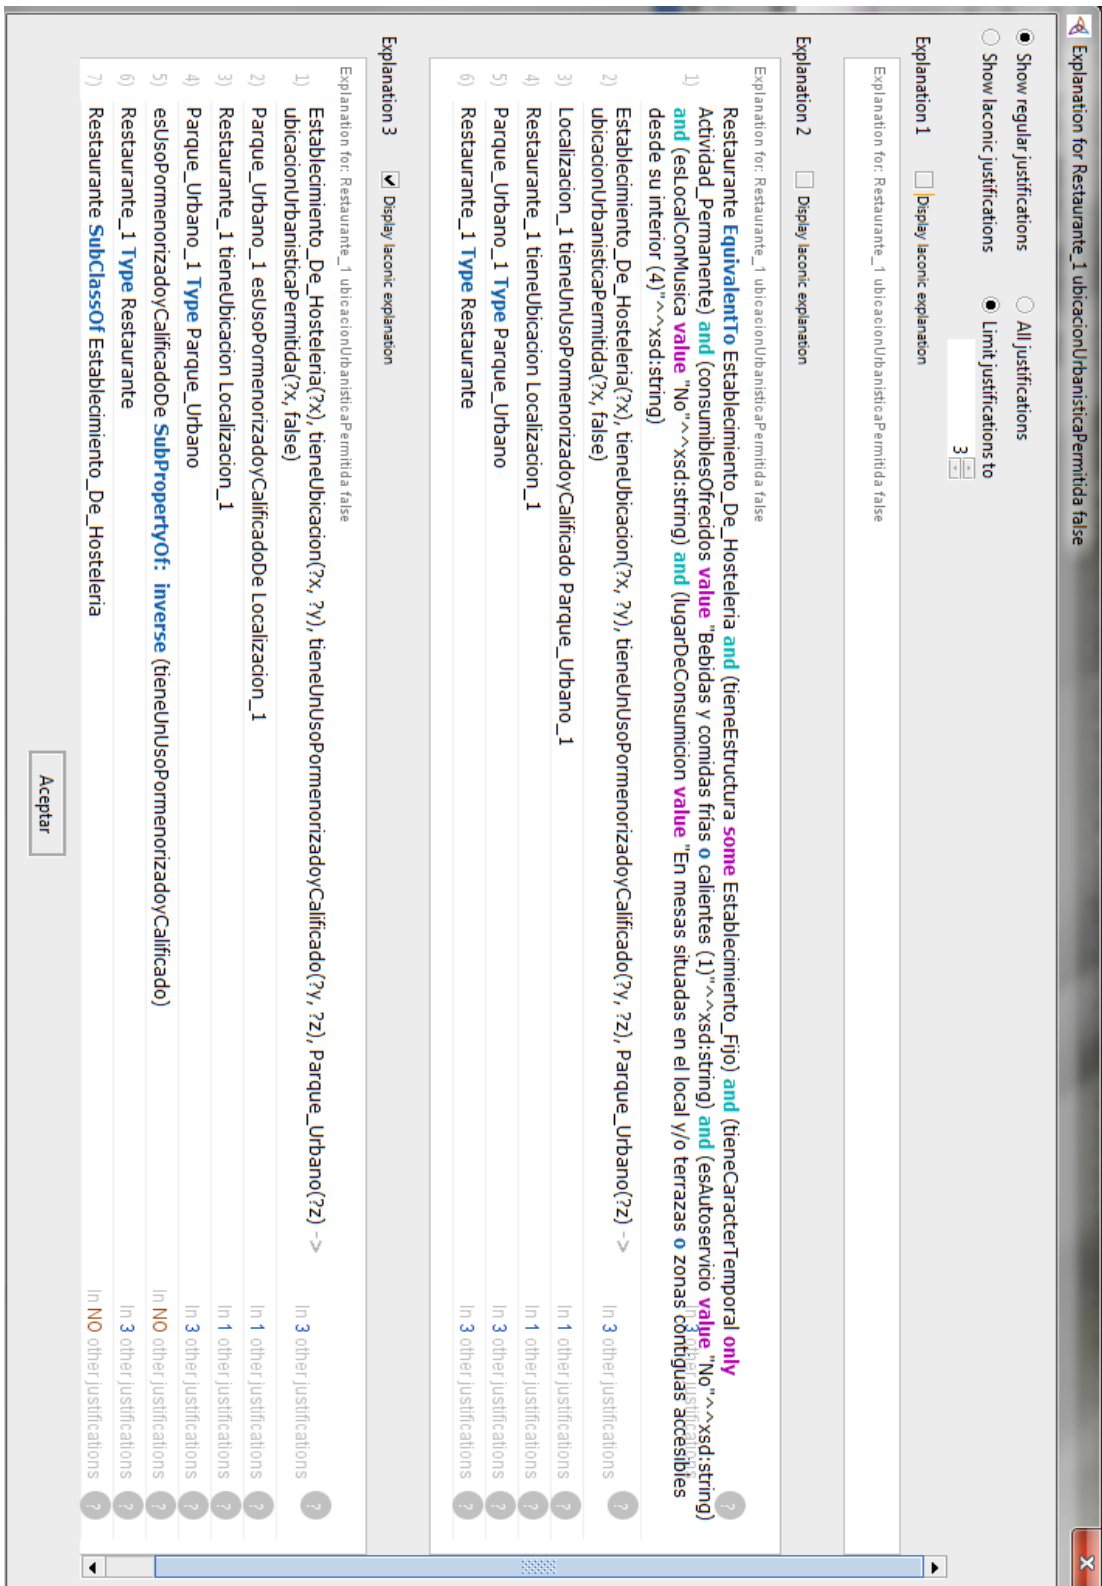 Explanation for Restaurante_1 ubicacionUrbanisticaPermitida false
x
Show regular justifications
All justifications
Show laconic justifications
Limit justifications to
3
Explanation 1
Display laconic explanation
Explanation for: Restaurante_1 ubicacionUrbanisticaPermitida false
Explanation 2
Display laconic explanation
Explanation for: Restaurante_1 ubicacionUrbanisticaPermitida false
Restaurante EquivalentTo Establecimiento_De_Hosteleria and (tieneEstructura some Establecimiento_Fijo) and (tieneCaracterTemporal only
1) Actividad_Permanente) and (consumiblesOfrecidos value "Bebidas y comidas frías o calientes (1)"^^xsd:string) and (esAutoservicio value "No"^^xsd:string) In 3 other justifications ?
and (esLocalConMusica value "No"^^xsd:string) and (lugarDeConsumicion value "En mesas situadas en el local y/o terrazas o zonas contiguas accesibles
desde su interior (4)"^^xsd:string)
2) Establecimiento_De_Hosteleria(?x), tieneUbicacion(?x, ?y), tieneUnUsoPormenorizadoyCalificado(?y, ?z), Parque_Urbano(?z) -> In 3 other justifications ?
ubicacionUrbanisticaPermitida(?x, false)
3) Localizacion_1 tieneUnUsoPormenorizadoyCalificado Parque_Urbano_1 In 1 other justifications ?
4) Restaurante_1 tieneUbicacion Localizacion_1 In 1 other justifications ?
5) Parque_Urbano_1 Type Parque_Urbano In 3 other justifications ?
6) Restaurante_1 Type Restaurante In 3 other justifications ?
Explanation 3
Display laconic explanation
Explanation for: Restaurante_1 ubicacionUrbanisticaPermitida false
1) Establecimiento_De_Hosteleria(?x), tieneUbicacion(?x, ?y), tieneUnUsoPormenorizadoyCalificado(?y, ?z), Parque_Urbano(?z) -> In 3 other justifications ?
ubicacionUrbanisticaPermitida(?x, false)
2) Parque_Urbano_1 esUsoPormenorizadoyCalificadoDe Localizacion_1 In 1 other justifications ?
3) Restaurante_1 tieneUbicacion Localizacion_1 In 1 other justifications ?
4) Parque_Urbano_1 Type Parque_Urbano In 3 other justifications ?
5) esUsoPormenorizadoyCalificadoDe SubPropertyOf: inverse (tieneUnUsoPormenorizadoyCalificado) In NO other justifications ?
6) Restaurante_1 Type Restaurante In 3 other justifications ?
7) Restaurante SubClassOf Establecimiento_De_Hosteleria In NO other justifications ?
Aceptar